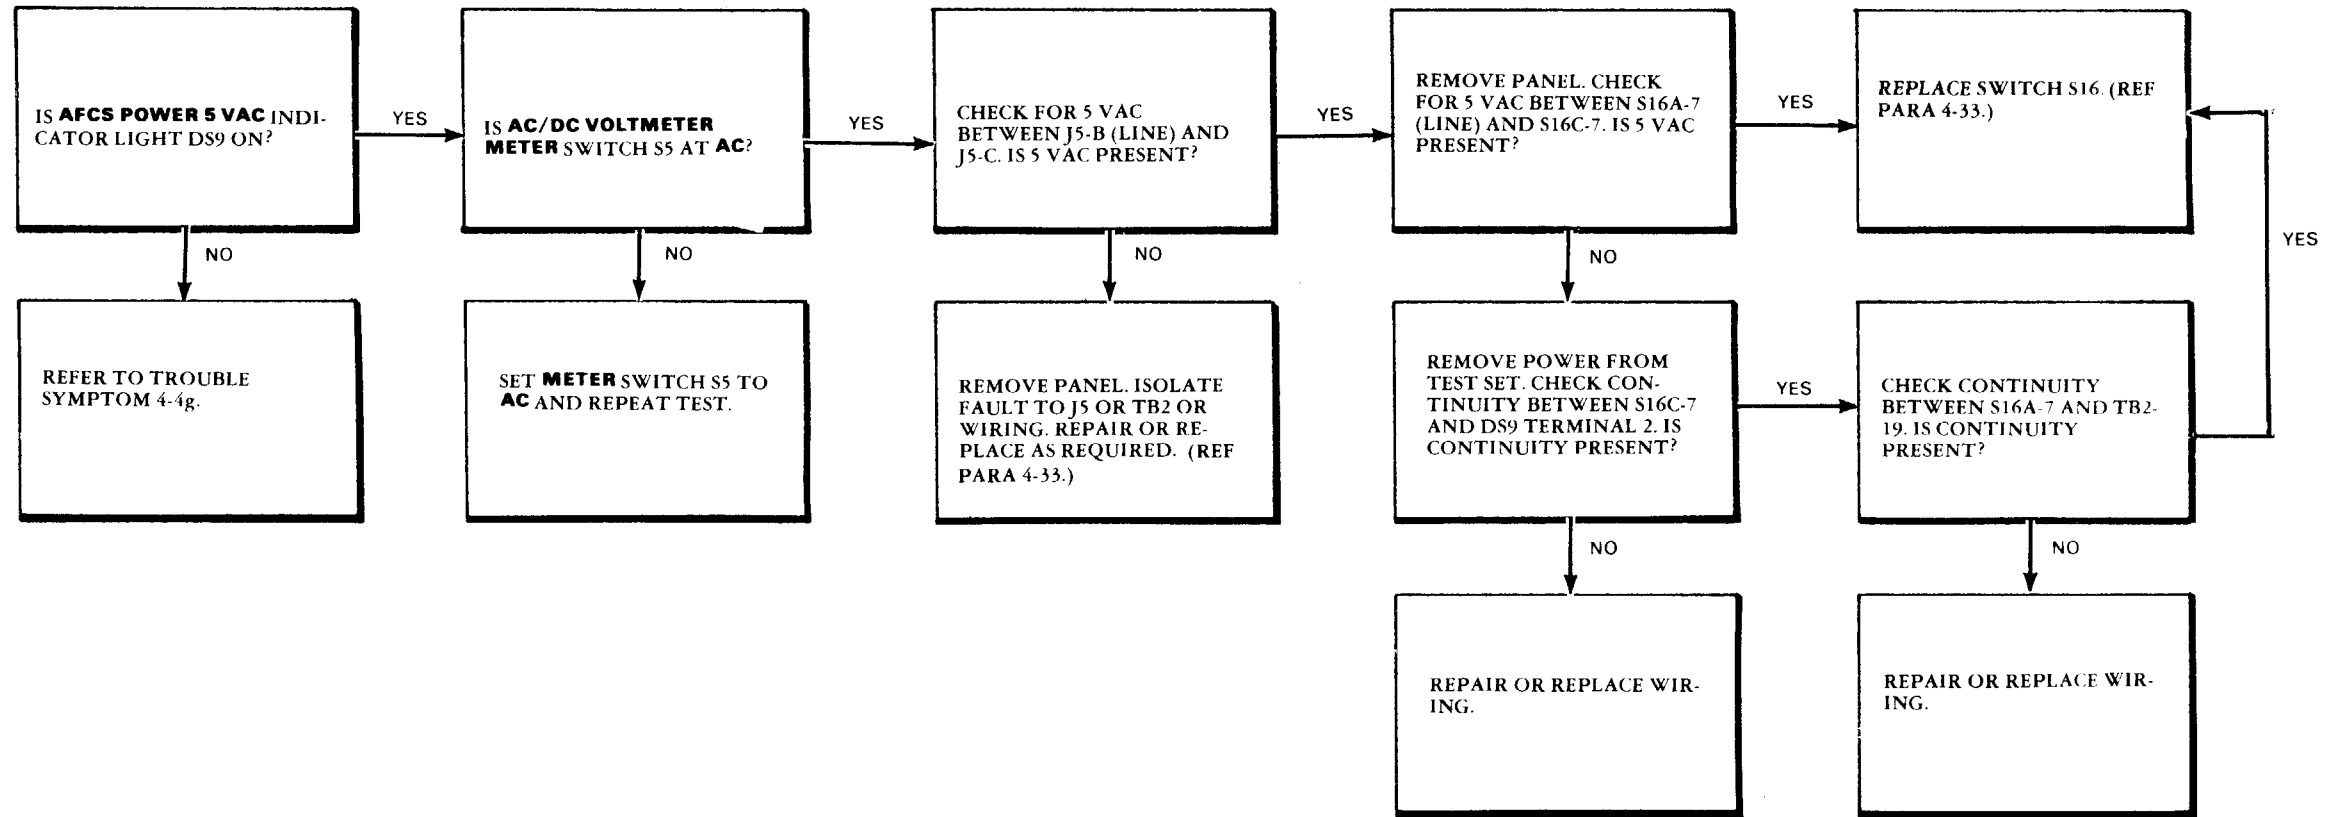 IS AFCS POWER 5 VAC INDI-
CATOR LIGHT DS9 ON?
YES
NO
REFER TO TROUBLE
SYMPTOM 4-4g.
IS AC/DC VOLTMETER
METER SWITCH S5 AT AC?
YES
NO
SET METER SWITCH S5 TO
AC AND REPEAT TEST.
CHECK FOR 5 VAC
BETWEEN J5-B (LINE) AND
J5-C. IS 5 VAC PRESENT?
YES
NO
REMOVE PANEL. ISOLATE
FAULT TO J5 OR TB2 OR
WIRING. REPAIR OR RE-
PLACE AS REQUIRED. (REF
PARA 4-33.)
REMOVE PANEL. CHECK
FOR 5 VAC BETWEEN S16A-7
(LINE) AND S16C-7. IS 5 VAC
PRESENT?
YES
NO
REPLACE SWITCH S16. (REF
PARA 4-33.)
REMOVE POWER FROM
TEST SET. CHECK CON-
TINUITY BETWEEN S16C-7
AND DS9 TERMINAL 2. IS
CONTINUITY PRESENT?
YES
NO
REPAIR OR REPLACE WIR-
ING.
CHECK CONTINUITY
BETWEEN S16A-7 AND TB2-
19. IS CONTINUITY
PRESENT?
YES
NO
REPAIR OR REPLACE WIR-
ING.